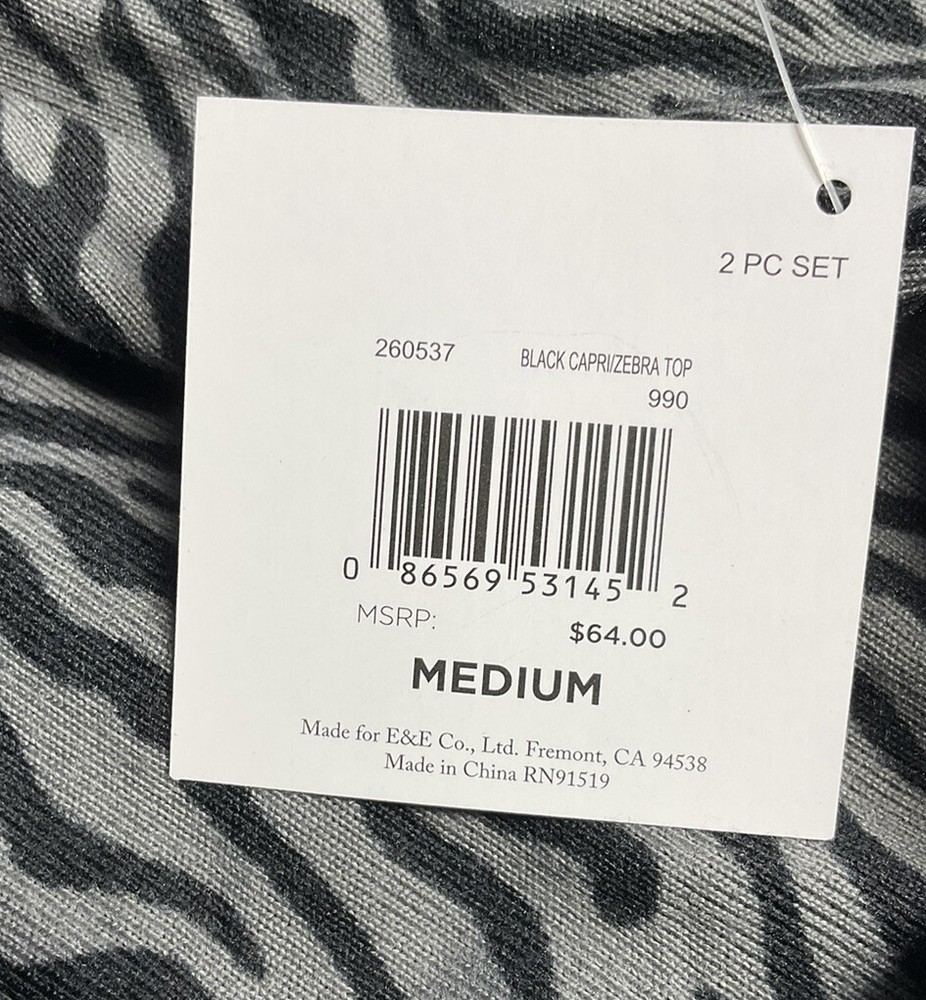 2 PC SET
260537 BLACK CAPRI/ZEBRA TOP
990
0 86569 53145 2
MSRP: $64.00
MEDIUM
Made for E&E Co., Ltd. Fremont, CA 94538
Made in China RN91519